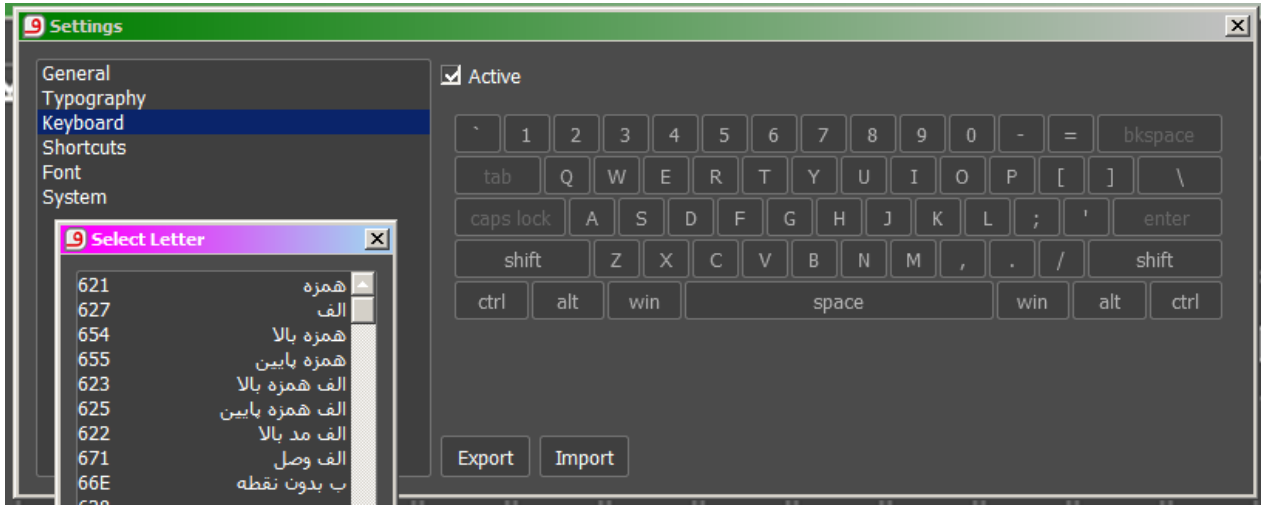 Settings
General
Typography
Keyboard
Shortcuts
Font
System
Active
` 1 2 3 4 5 6 7 8 9 0 - = bkspace
tab Q W E R T Y U I O P [ ] \
caps lock A S D F G H J K L ; ' enter
shift Z X C V B N M , . / shift
ctrl alt win space win alt ctrl
Export Import
Select Letter
621 همزه
627 الف
654 همزه بالا
655 همزه پایین
623 الف همزه بالا
625 الف همزه پایین
622 الف مد بالا
671 الف وصل
66E ب بدون نقطه